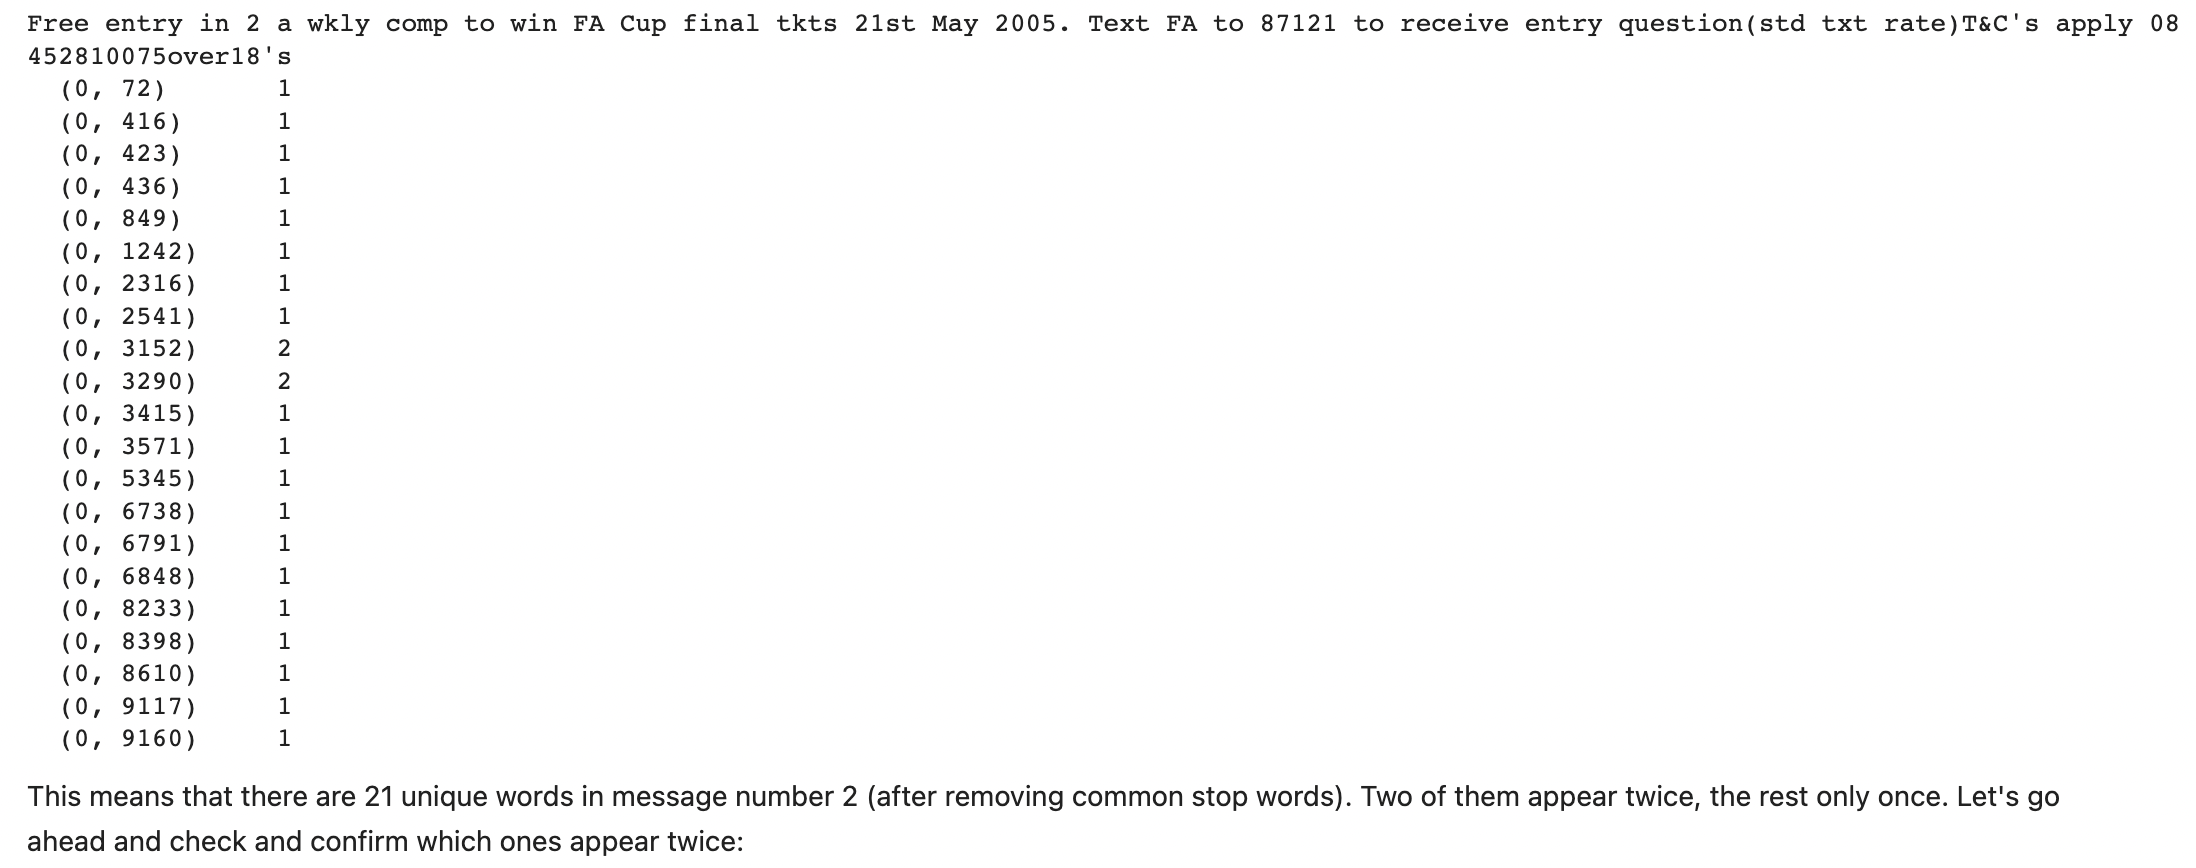 Free entry in 2 a wkly comp to win FA Cup final tkts 21st May 2005. Text FA to 87121 to receive entry question(std txt rate)T&C's apply 08
452810075over18's
(0, 72) 1
(0, 416) 1
(0, 423) 1
(0, 436) 1
(0, 849) 1
(0, 1242) 1
(0, 2316) 1
(0, 2541) 1
(0, 3152) 2
(0, 3290) 2
(0, 3415) 1
(0, 3571) 1
(0, 5345) 1
(0, 6738) 1
(0, 6791) 1
(0, 6848) 1
(0, 8233) 1
(0, 8398) 1
(0, 8610) 1
(0, 9117) 1
(0, 9160) 1
This means that there are 21 unique words in message number 2 (after removing common stop words). Two of them appear twice, the rest only once. Let's go
ahead and check and confirm which ones appear twice: